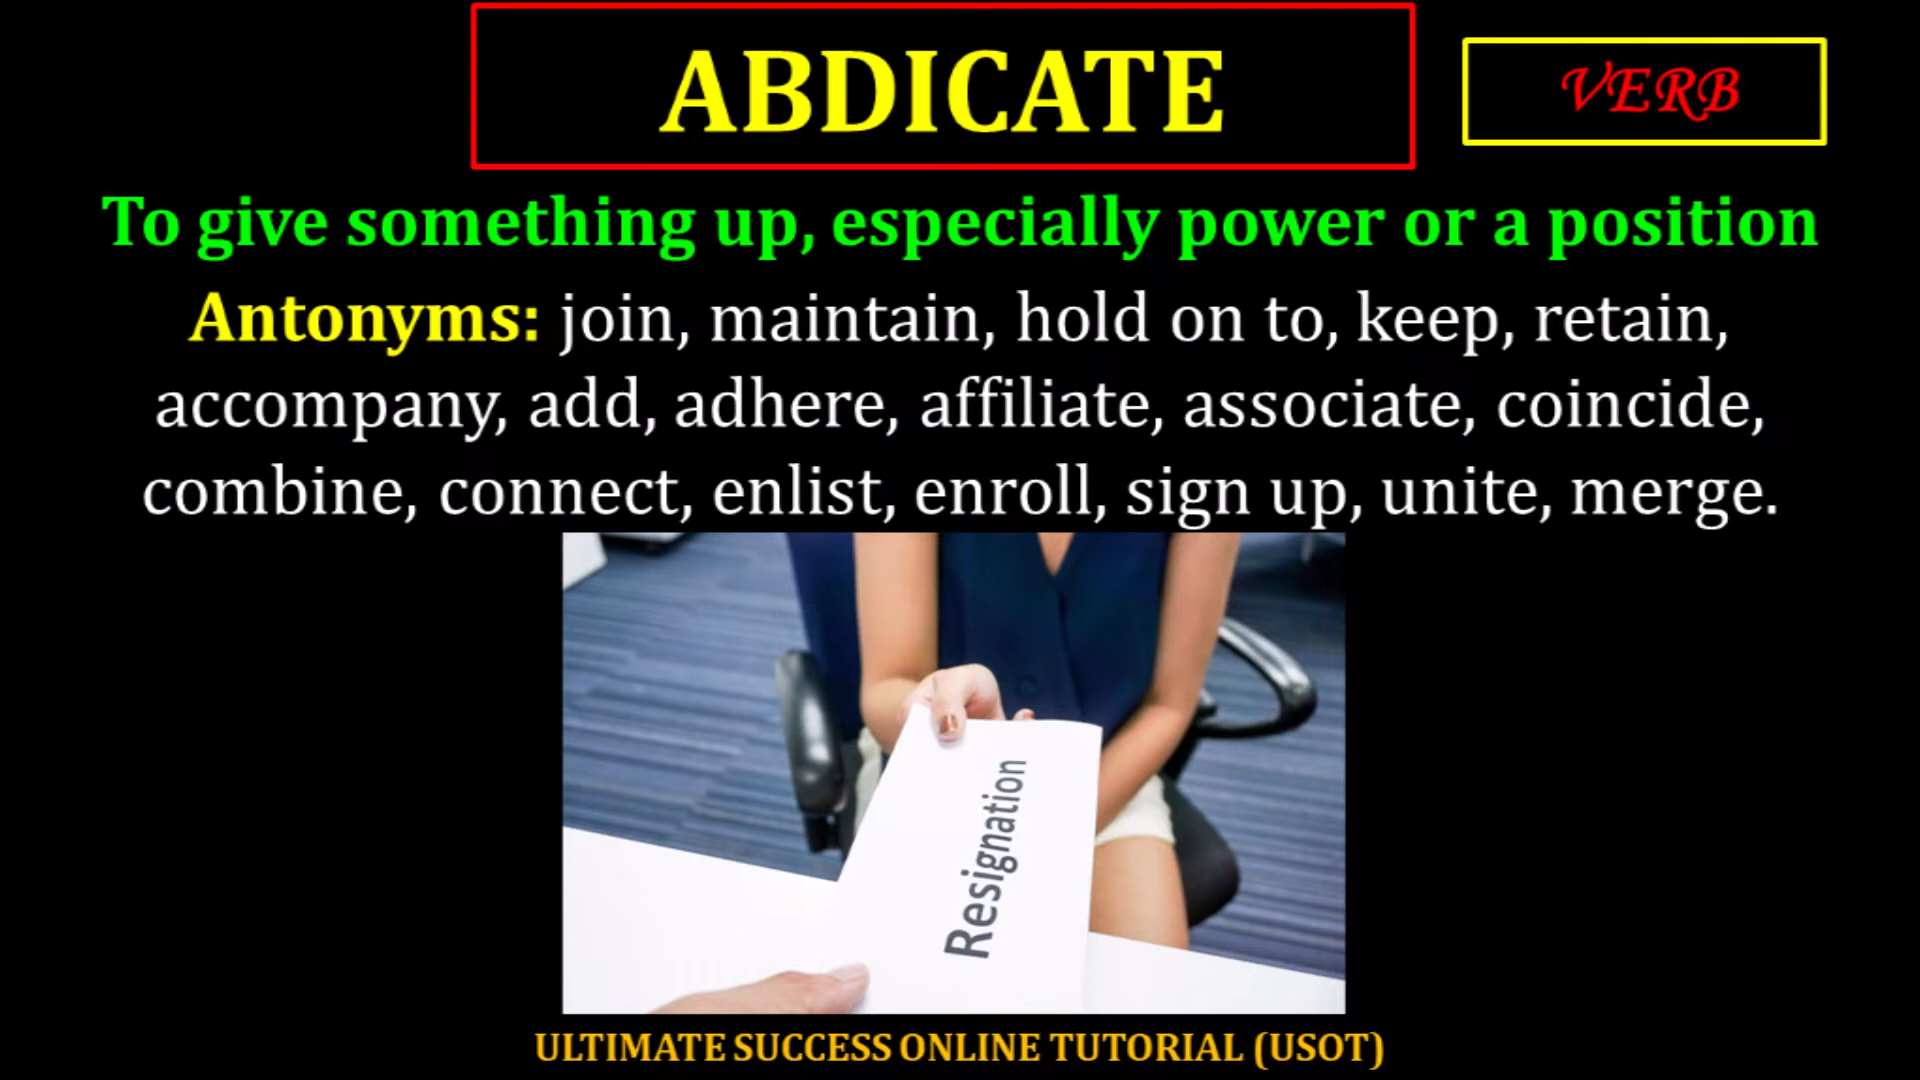 ABDICATE
VERB
To give something up, especially power or a position
Antonyms: join, maintain, hold on to, keep, retain,
accompany, add, adhere, affiliate, associate, coincide,
combine, connect, enlist, enroll, sign up, unite, merge.
Resignation
ULTIMATE SUCCESS ONLINE TUTORIAL (USOT)